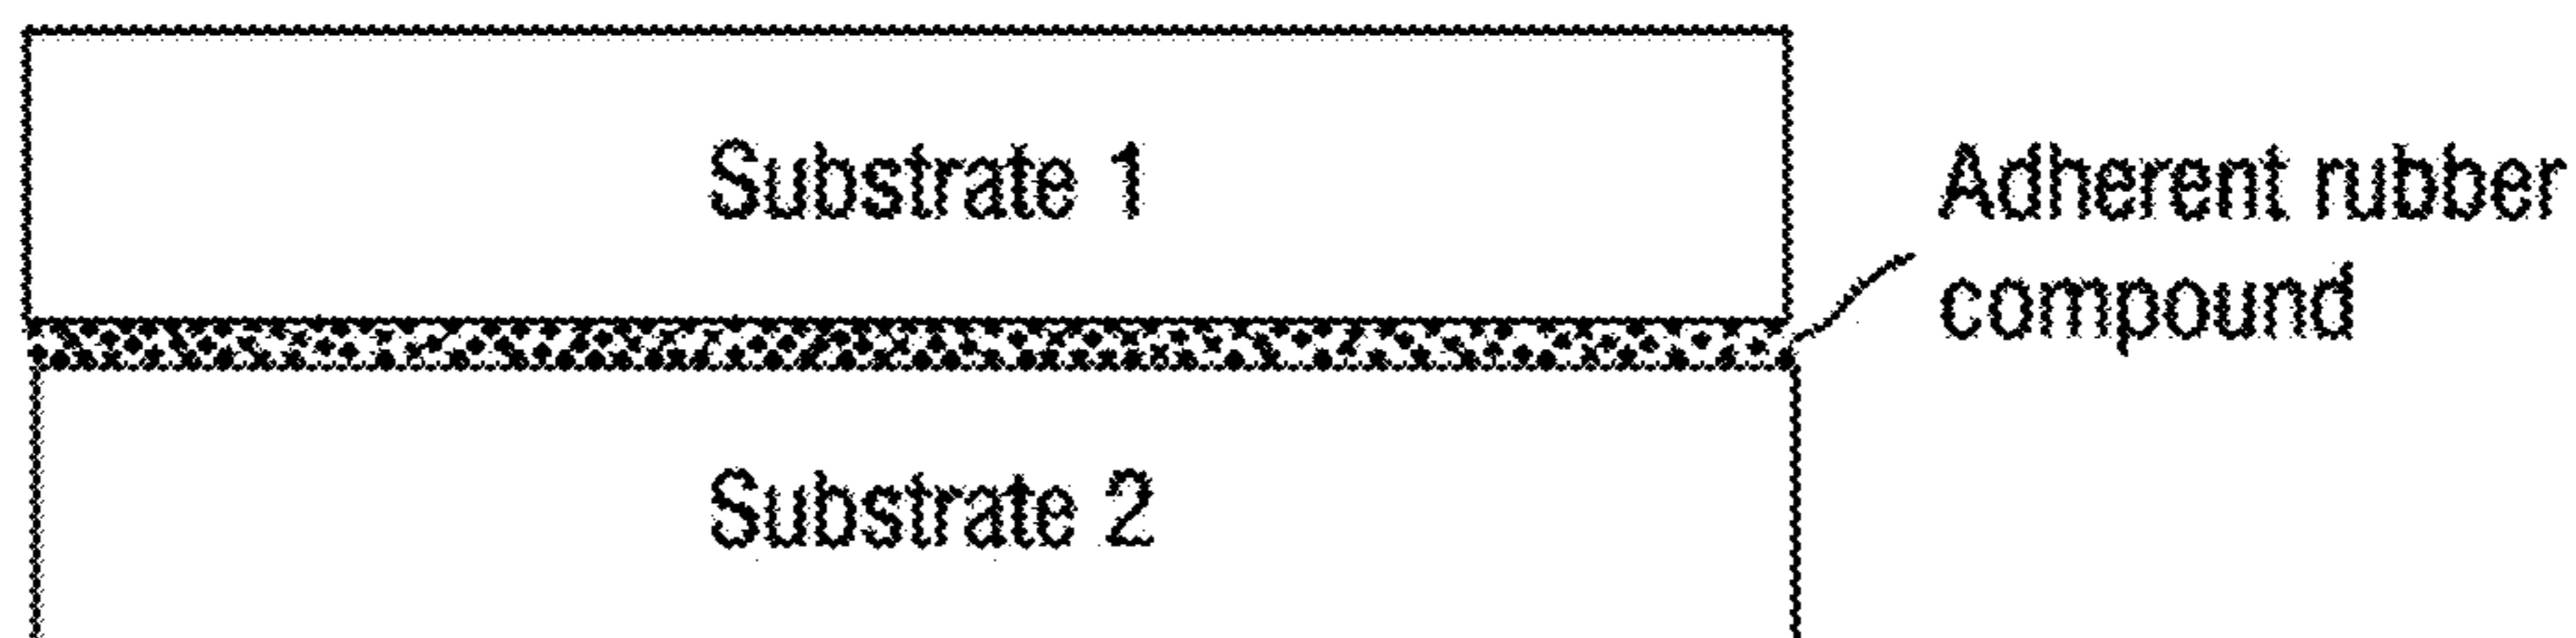 Substrate 1
Adherent rubber
compound
Substrate 2